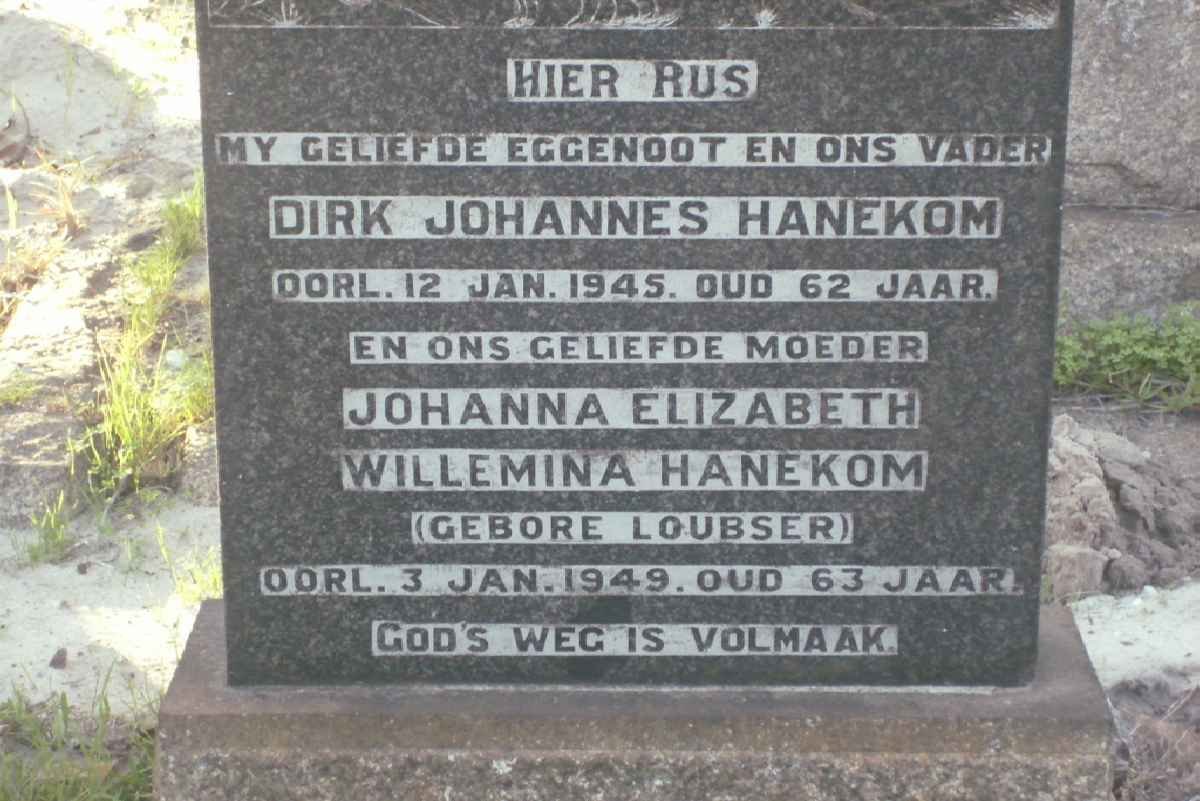 HIER RUS
MY GELIEFDE EGGENOOT EN ONS VADER
DIRK JOHANNES HANEKOM
OORL. 12 JAN. 1945. OUD 62 JAAR.
EN ONS GELIEFDE MOEDER
JOHANNA ELIZABETH
WILLEMINA HANEKOM
(GEBORE LOUBSER)
OORL. 3 JAN. 1949. OUD 63 JAAR.
GOD'S WEG IS VOLMAAK.